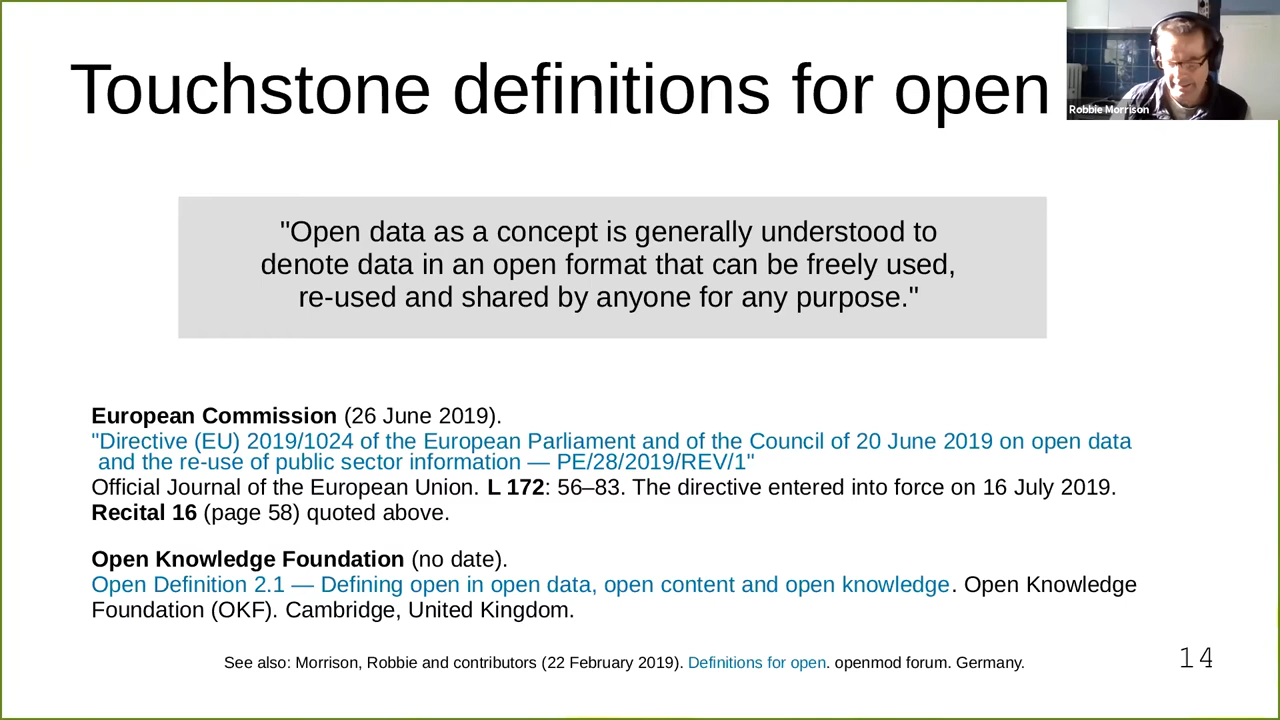 Touchstone definitions for open
Robbie Morrison
"Open data as a concept is generally understood to
denote data in an open format that can be freely used,
re-used and shared by anyone for any purpose."
European Commission (26 June 2019).
"Directive (EU) 2019/1024 of the European Parliament and of the Council of 20 June 2019 on open data
and the re-use of public sector information — PE/28/2019/REV/1"
Official Journal of the European Union. L 172: 56–83. The directive entered into force on 16 July 2019.
Recital 16 (page 58) quoted above.
Open Knowledge Foundation (no date).
Open Definition 2.1 — Defining open in open data, open content and open knowledge. Open Knowledge
Foundation (OKF). Cambridge, United Kingdom.
See also: Morrison, Robbie and contributors (22 February 2019). Definitions for open. openmod forum. Germany.
14